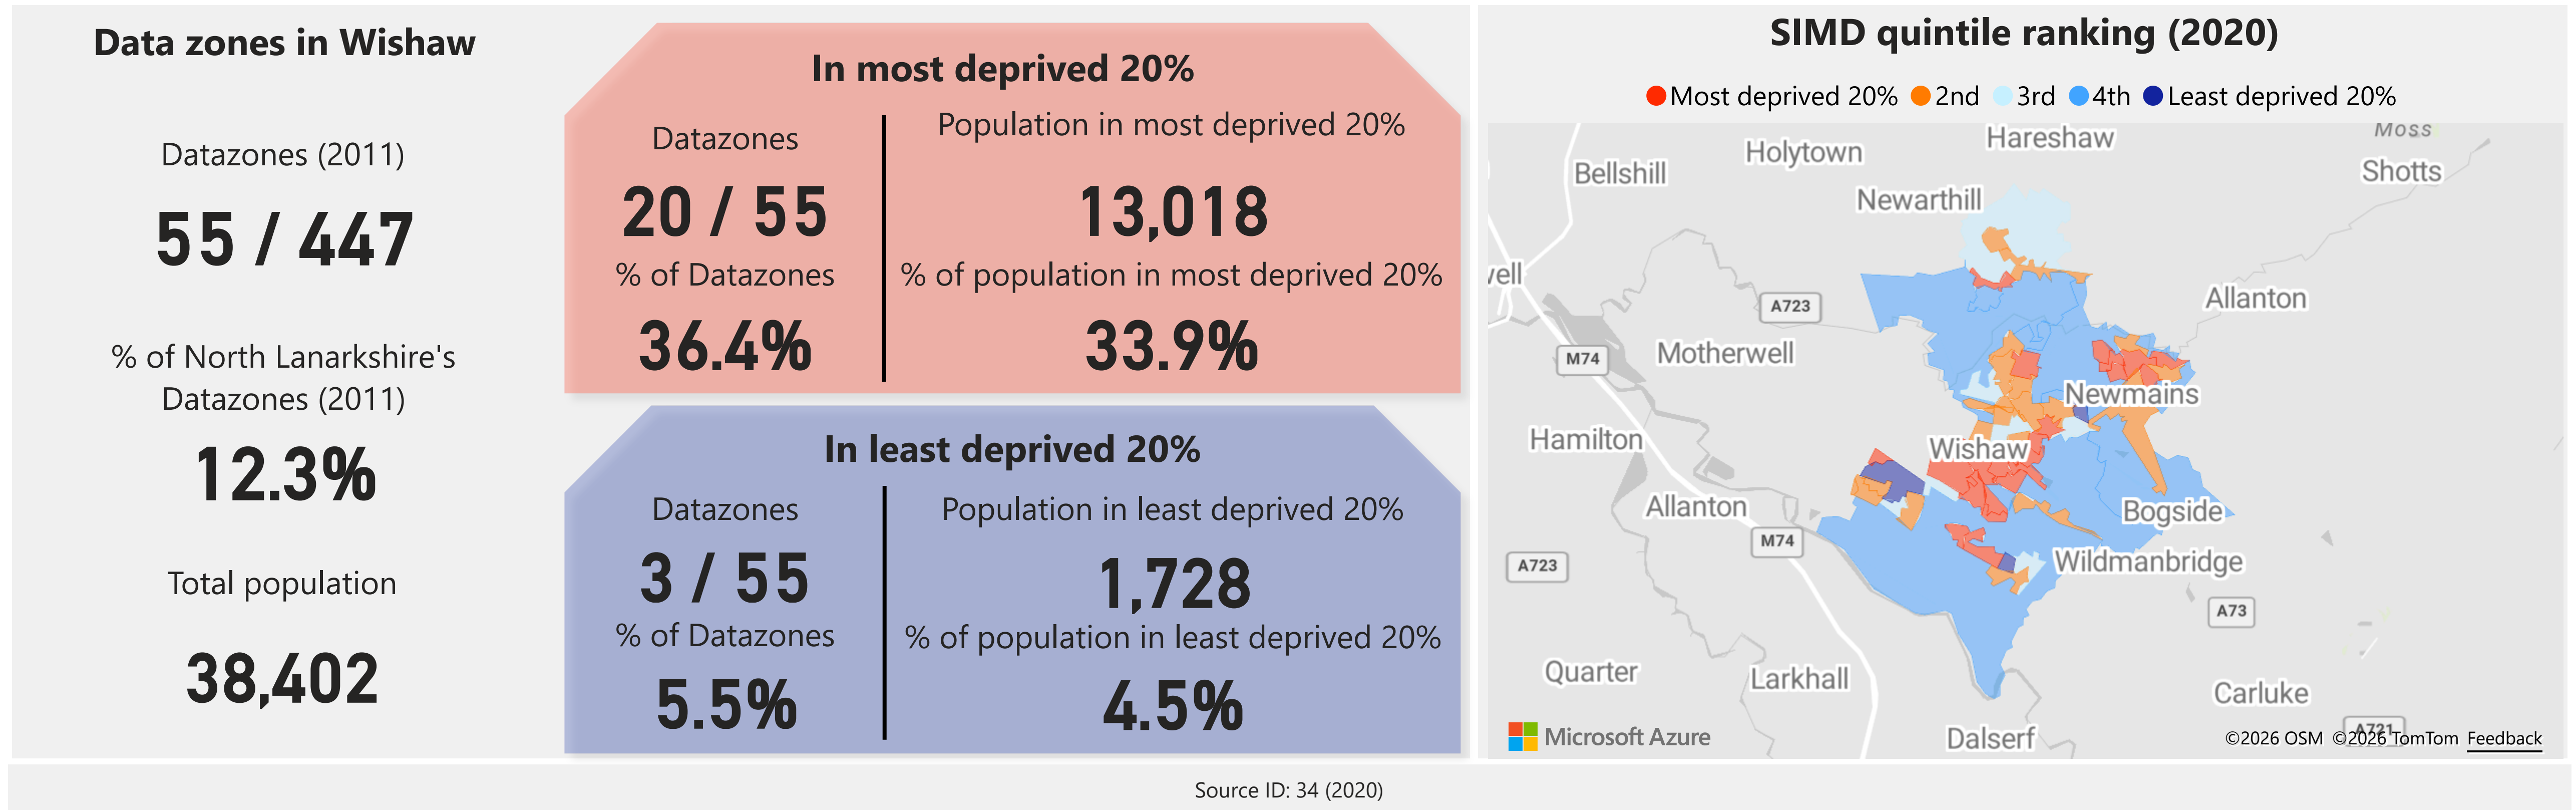 Data zones in Wishaw
Datazones (2011)
55 / 447
% of North Lanarkshire's
Datazones (2011)
12.3%
Total population
38,402
In most deprived 20%
Datazones
20 / 55
% of Datazones
36.4%
Population in most deprived 20%
13,018
% of population in most deprived 20%
33.9%
In least deprived 20%
Datazones
3 / 55
% of Datazones
5.5%
Population in least deprived 20%
1,728
% of population in least deprived 20%
4.5%
SIMD quintile ranking (2020)
Most deprived 20% 2nd 3rd 4th Least deprived 20%
Moss
Hareshaw
Holytown
Bellshill
Shotts
Newarthill
ell
Allanton
A723
Motherwell
M74
Newmains
Hamilton
Wishaw
Allanton
Bogside
M74
Wildmanbridge
A723
A73
Quarter
Larkhall
Carluke
A721
Dalserf
Microsoft Azure
©2026 OSM ©2026 TomTom Feedback
Source ID: 34 (2020)